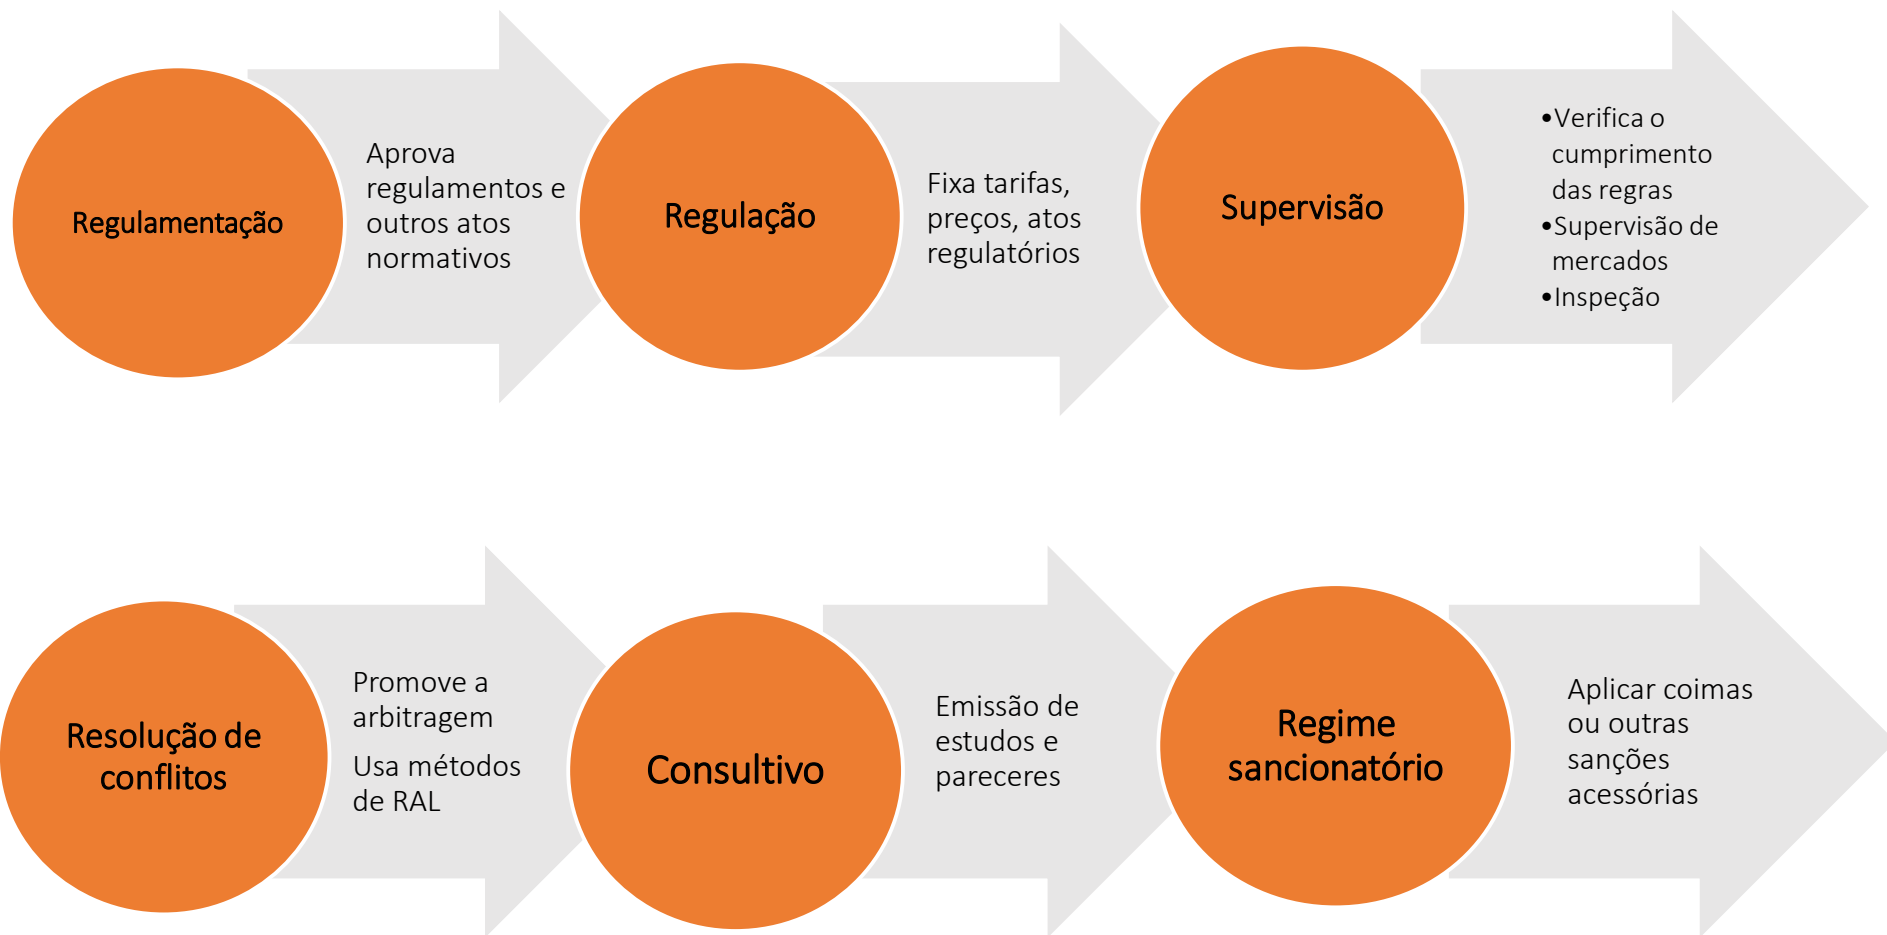 Regulamentação
Aprova
regulamentos e
outros atos
normativos
Regulação
Fixa tarifas,
preços, atos
regulatórios
Supervisão
•Verifica o
cumprimento
das regras
•Supervisão de
mercados
•Inspeção
Resolução de
conflitos
Promove a
arbitragem
Usa métodos
de RAL
Consultivo
Emissão de
estudos e
pareceres
Regime
sancionatório
Aplicar coimas
ou outras
sanções
acessórias